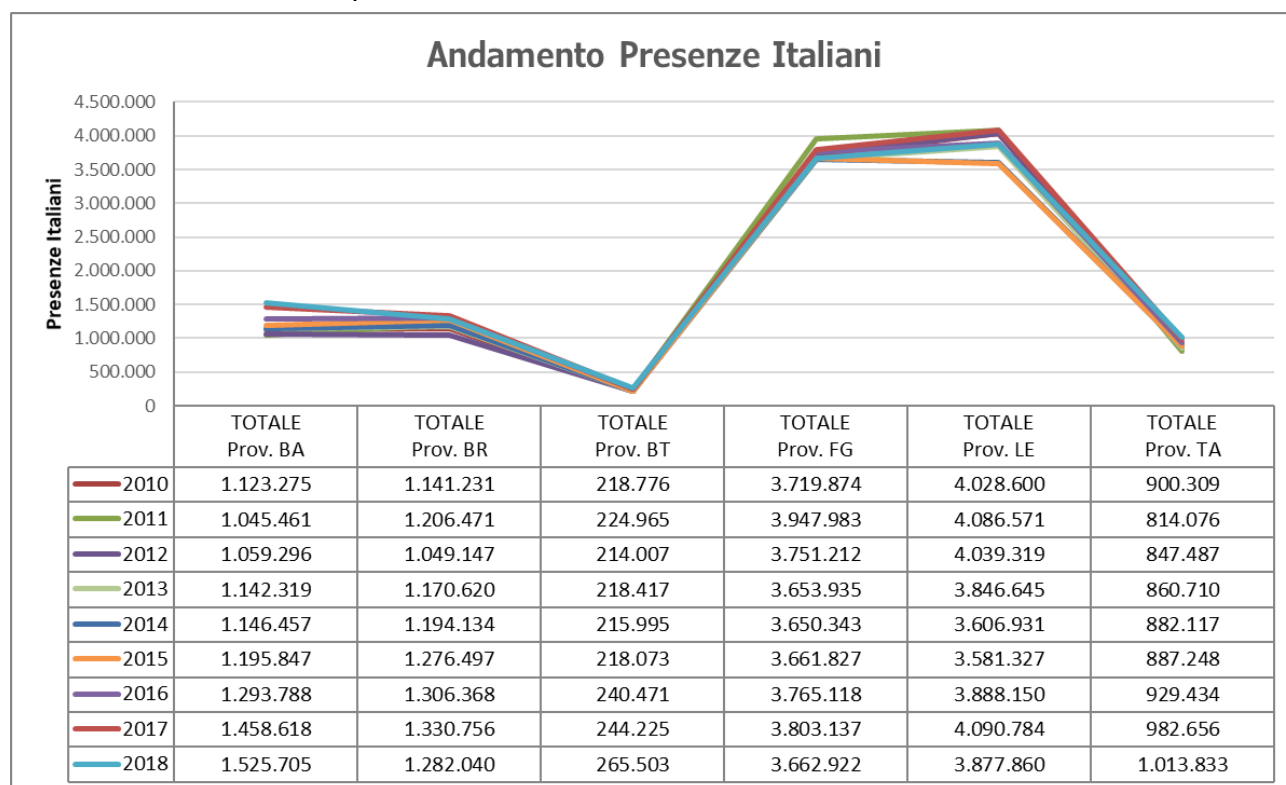 Andamento Presenze Italiani
Presenze Italiani
4.500.000
4.000.000
3.500.000
3.000.000
2.500.000
2.000.000
1.500.000
1.000.000
500.000
0
TOTALE TOTALE TOTALE TOTALE TOTALE TOTALE
Prov. BA Prov. BR Prov. BT Prov. FG Prov. LE Prov. TA
2010 1.123.275 1.141.231 218.776 3.719.874 4.028.600 900.309
2011 1.045.461 1.206.471 224.965 3.947.983 4.086.571 814.076
2012 1.059.296 1.049.147 214.007 3.751.212 4.039.319 847.487
2013 1.142.319 1.170.620 218.417 3.653.935 3.846.645 860.710
2014 1.146.457 1.194.134 215.995 3.650.343 3.606.931 882.117
2015 1.195.847 1.276.497 218.073 3.661.827 3.581.327 887.248
2016 1.293.788 1.306.368 240.471 3.765.118 3.888.150 929.434
2017 1.458.618 1.330.756 244.225 3.803.137 4.090.784 982.656
2018 1.525.705 1.282.040 265.503 3.662.922 3.877.860 1.013.833